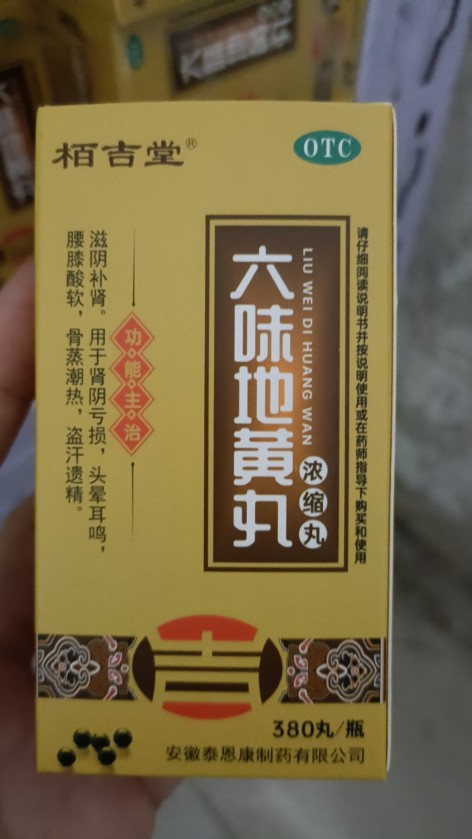 栢吉堂®
OTC
请仔细阅读说明书并按说明使用或在药师指导下购买和使用
LIU WEI DI HUANG WAN
六味地黄丸
浓缩丸
功能主治
滋阴补肾。用于肾阴亏损，头晕耳鸣，
腰膝酸软，骨蒸潮热，盗汗遗精。
吉
380丸/瓶
安徽泰恩康制药有限公司